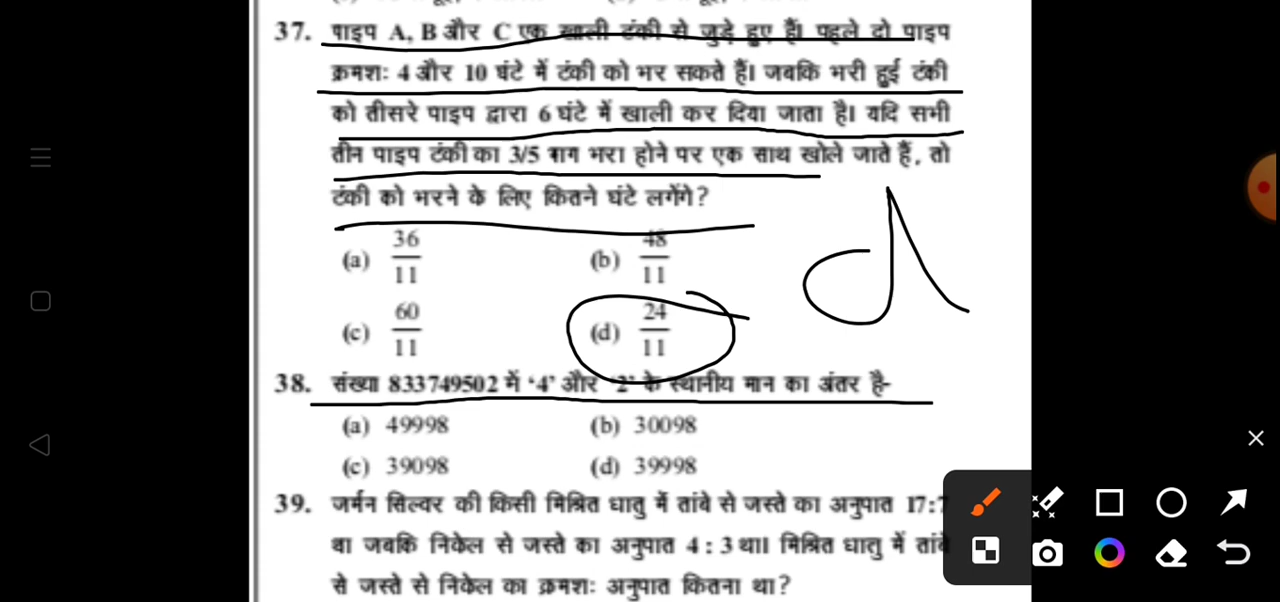 37. पाइप A, B और C एक खाली टंकी से जुड़े हुए हैं। पहले दो पाइप
क्रमशः 4 और 10 घंटे में टंकी को भर सकते हैं। जबकि भरी हुई टंकी
को तीसरे पाइप द्वारा 6 घंटे में खाली कर दिया जाता है। यदि सभी
तीन पाइप टंकी का 3/5 भाग भरा होने पर एक साथ खोले जाते हैं, तो
टंकी को भरने के लिए कितने घंटे लगेंगे?
(a) 36/11 (b) 48/11
(c) 60/11 (d) 24/11
d
38. संख्या 833749502 में '4' और '2' के स्थानीय मान का अंतर है-
(a) 49998 (b) 30098
(c) 39098 (d) 39998
39. जर्मन सिल्वर की किसी मिश्रित धातु में तांबे से जस्ते का अनुपात 17:7
था जबकि निकेल से जस्ते का अनुपात 4 : 3 था। मिश्रित धातु में तांबे
से जस्ते से निकेल का क्रमशः अनुपात कितना था?